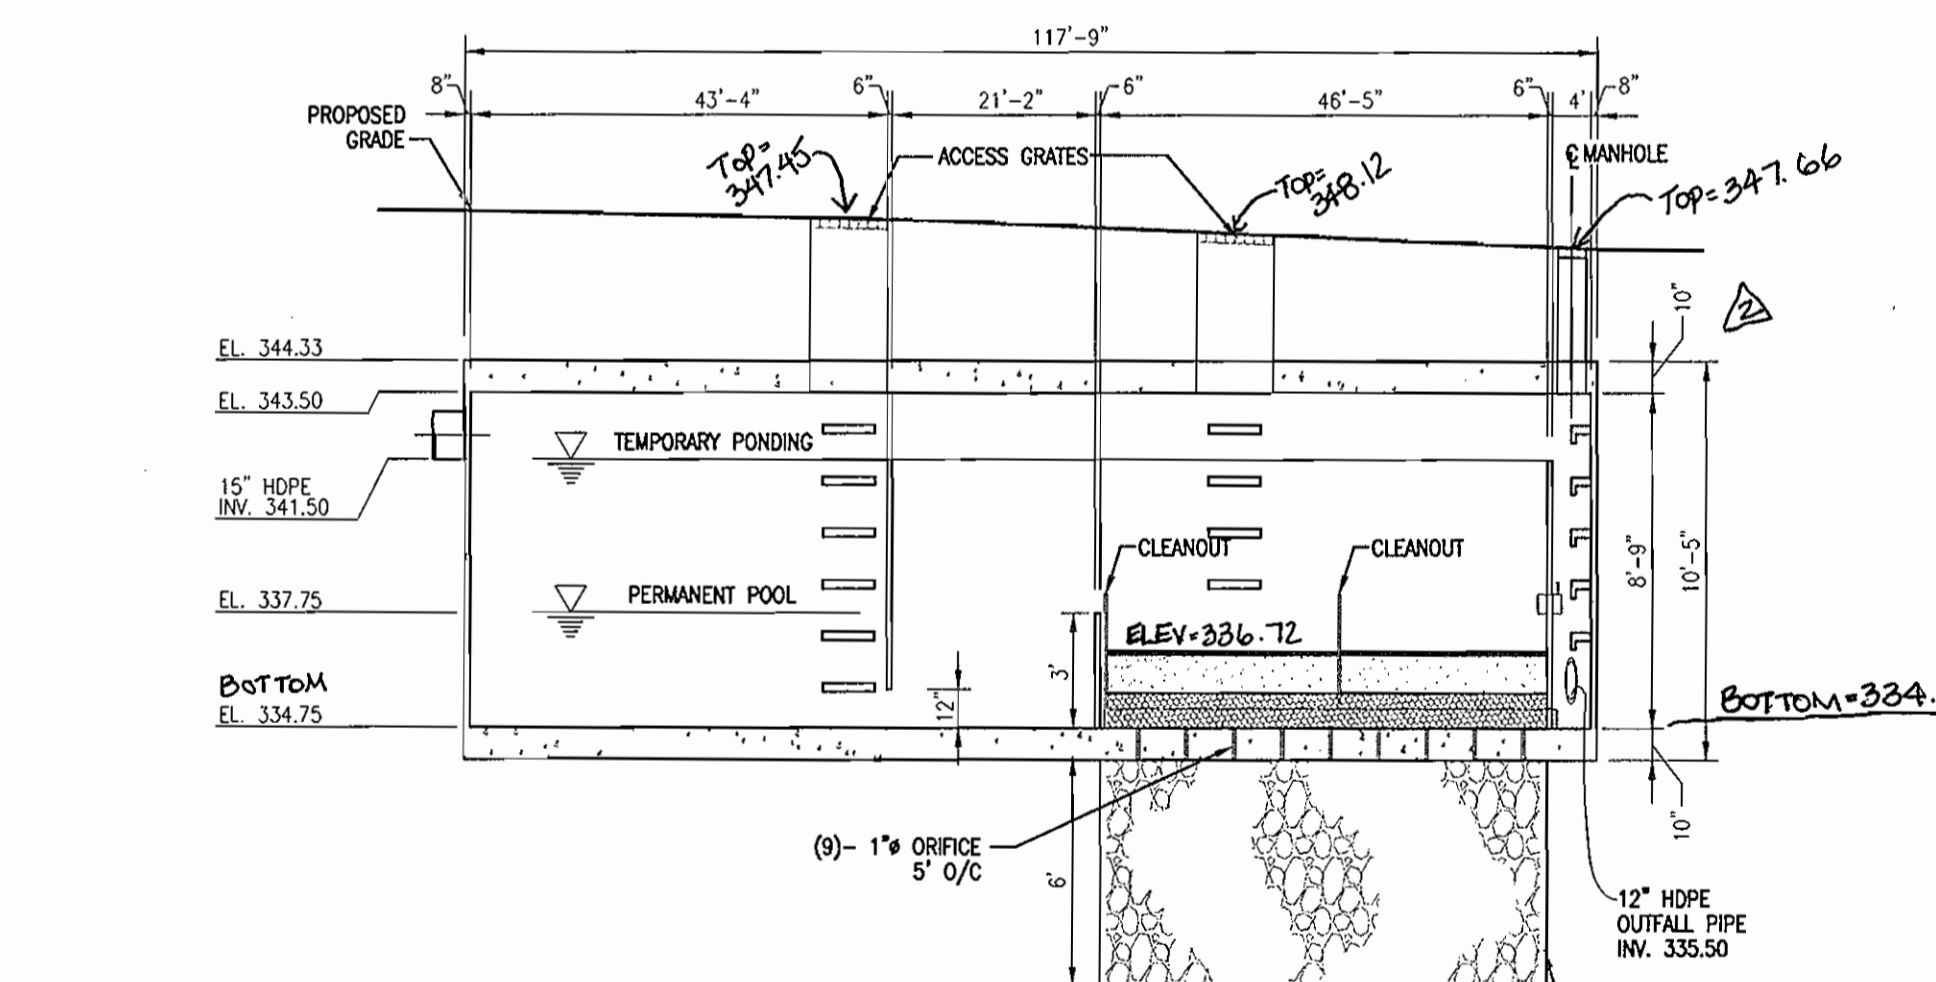 117'-9"
8"
43'-4"
6"
21'-2"
6"
46'-5"
6"
4'
8"
PROPOSED
GRADE
TOP=
347.45
ACCESS GRATES
TOP=
348.12
℄ MANHOLE
TOP=347.66
10"
2
EL. 344.33
EL. 343.50
TEMPORARY PONDING
15" HDPE
INV. 341.50
CLEANOUT
CLEANOUT
8'-9"
10'-5"
EL. 337.75
PERMANENT POOL
ELEV=336.72
3'
12"
BOTTOM
EL. 334.75
BOTTOM=334.
(9)- 1"ø ORIFICE
5' O/C
6'
10"
12" HDPE
OUTFALL PIPE
INV. 335.50